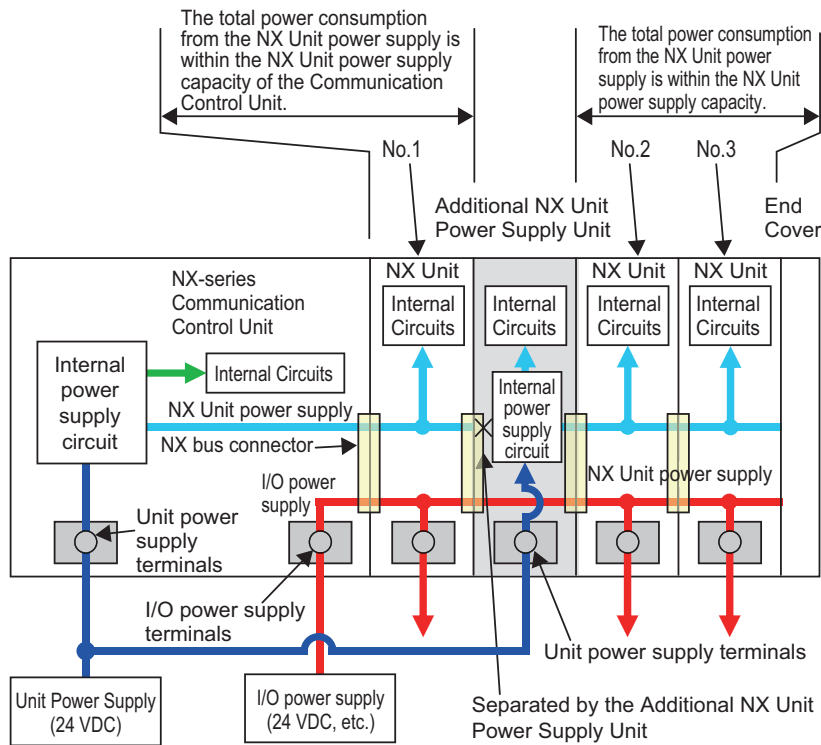 The total power consumption
from the NX Unit power supply is
within the NX Unit power supply
capacity of the Communication
Control Unit.
The total power consumption
from the NX Unit power
supply is within the NX Unit
power supply capacity.
No.1
No.2
No.3
Additional NX Unit
Power Supply Unit
End
Cover
NX-series
Communication
Control Unit
NX Unit
NX Unit
NX Unit
Internal
Circuits
Internal
Circuits
Internal
Circuits
Internal
Circuits
Internal
power
supply
circuit
Internal Circuits
Internal
power
supply
circuit
NX Unit power supply
NX bus connector
I/O power
supply
NX Unit power supply
Unit power
supply
terminals
I/O power supply
terminals
Unit power supply terminals
Unit Power Supply
(24 VDC)
I/O power supply
(24 VDC, etc.)
Separated by the Additional NX Unit
Power Supply Unit